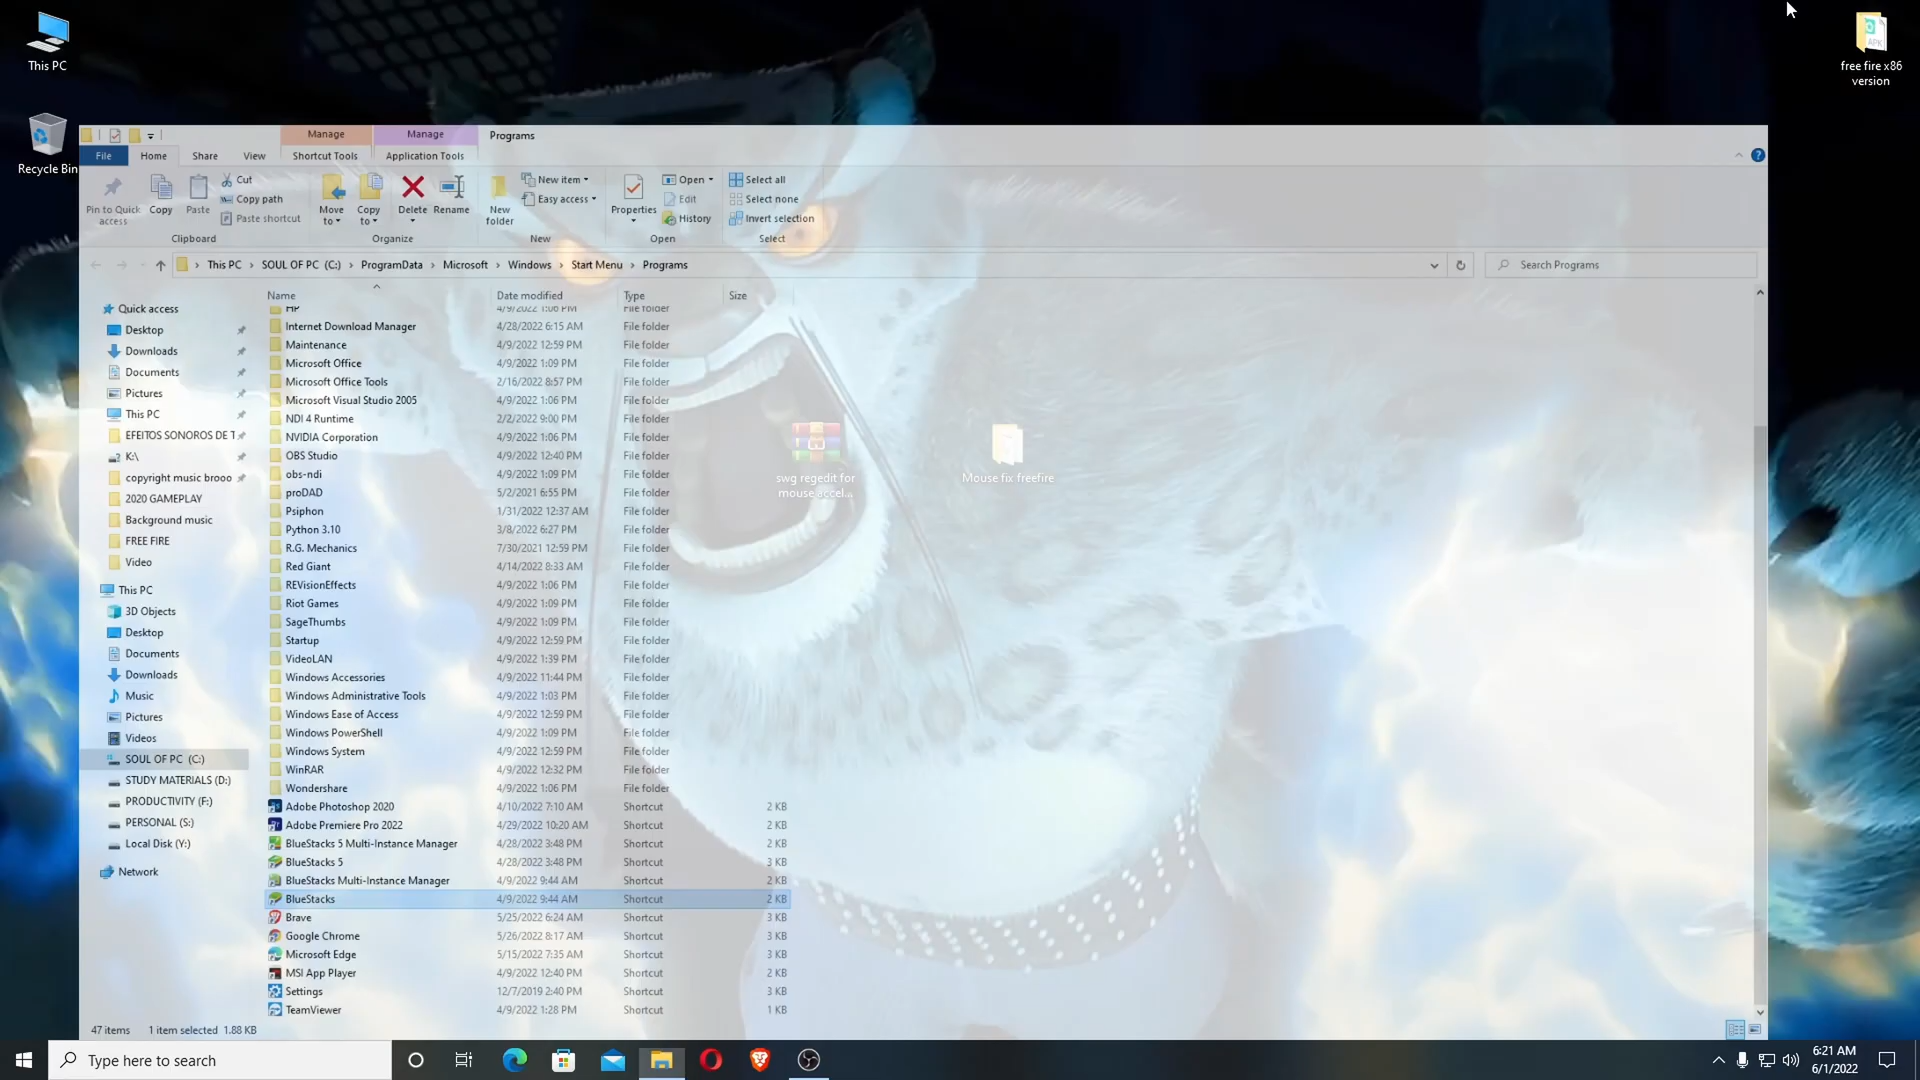 This PC
Recycle Bin
free fire x86
version
Manage
Manage
Programs
File
Home
Share
View
Shortcut Tools
Application Tools
Pin to Quick
access
Copy
Paste
Cut
Copy path
Paste shortcut
Clipboard
Move
to
Copy
to
Delete
Rename
Organize
New
folder
New item
Easy access
New
Properties
Open
Edit
History
Open
Select all
Select none
Invert selection
Select
This PC > SOUL OF PC (C:) > ProgramData > Microsoft > Windows > Start Menu > Programs
Search Programs
Quick access
Desktop
Downloads
Documents
Pictures
This PC
EFEITOS SONOROS DE T
K:\
copyright music brooo
2020 GAMEPLAY
Background music
FREE FIRE
Video
This PC
3D Objects
Desktop
Documents
Downloads
Music
Pictures
Videos
SOUL OF PC (C:)
STUDY MATERIALS (D:)
PRODUCTIVITY (F:)
PERSONAL (S:)
Local Disk (Y:)
Network
Name Date modified Type Size
HP 4/9/2022 1:06 PM File folder
Internet Download Manager 4/28/2022 6:15 AM File folder
Maintenance 4/9/2022 12:59 PM File folder
Microsoft Office 4/9/2022 1:09 PM File folder
Microsoft Office Tools 2/16/2022 8:57 PM File folder
Microsoft Visual Studio 2005 4/9/2022 1:06 PM File folder
NDI 4 Runtime 2/2/2022 9:00 PM File folder
NVIDIA Corporation 4/9/2022 1:06 PM File folder
OBS Studio 4/9/2022 12:40 PM File folder
obs-ndi 4/9/2022 1:09 PM File folder
proDAD 5/2/2021 6:55 PM File folder
Psiphon 1/31/2022 12:37 AM File folder
Python 3.10 3/8/2022 6:27 PM File folder
R.G. Mechanics 7/30/2021 12:59 PM File folder
Red Giant 4/14/2022 8:33 AM File folder
REVisionEffects 4/9/2022 1:06 PM File folder
Riot Games 4/9/2022 1:09 PM File folder
SageThumbs 4/9/2022 1:09 PM File folder
Startup 4/9/2022 12:59 PM File folder
VideoLAN 4/9/2022 1:39 PM File folder
Windows Accessories 4/9/2022 11:44 PM File folder
Windows Administrative Tools 4/9/2022 1:03 PM File folder
Windows Ease of Access 4/9/2022 12:59 PM File folder
Windows PowerShell 4/9/2022 1:09 PM File folder
Windows System 4/9/2022 12:59 PM File folder
WinRAR 4/9/2022 12:32 PM File folder
Wondershare 4/9/2022 1:06 PM File folder
Adobe Photoshop 2020 4/10/2022 7:10 AM Shortcut 2 KB
Adobe Premiere Pro 2022 4/29/2022 10:20 AM Shortcut 2 KB
BlueStacks 5 Multi-Instance Manager 4/28/2022 3:48 PM Shortcut 2 KB
BlueStacks 5 4/28/2022 3:48 PM Shortcut 3 KB
BlueStacks Multi-Instance Manager 4/9/2022 9:44 AM Shortcut 2 KB
BlueStacks 4/9/2022 9:44 AM Shortcut 2 KB
Brave 5/25/2022 6:24 AM Shortcut 3 KB
Google Chrome 5/26/2022 8:17 AM Shortcut 3 KB
Microsoft Edge 5/15/2022 7:35 AM Shortcut 3 KB
MSI App Player 4/9/2022 12:40 PM Shortcut 2 KB
Settings 12/7/2019 2:40 PM Shortcut 3 KB
TeamViewer 4/9/2022 1:28 PM Shortcut 1 KB
swg regedit for
mouse accel...
Mouse fix freefire
47 items 1 item selected 1.88 KB
Type here to search
6:21 AM
6/1/2022